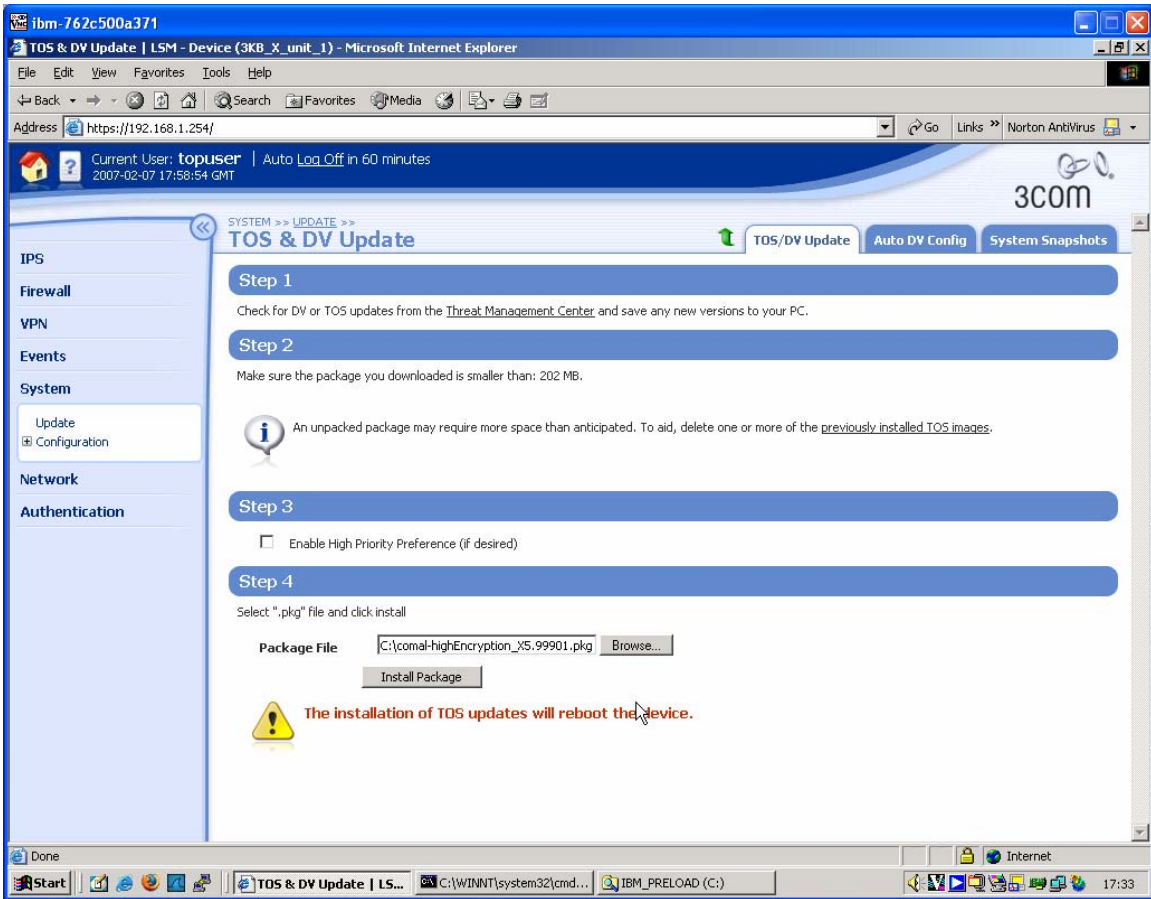 ibm-762c500a371
TOS & DV Update | LSM - Device (3KB_X_unit_1) - Microsoft Internet Explorer
File Edit View Favorites Tools Help
Back Search Favorites Media
Address https://192.168.1.254/ Go Links » Norton AntiVirus
Current User: topuser | Auto Log Off in 60 minutes
2007-02-07 17:58:54 GMT
3com
SYSTEM >> UPDATE >>
TOS & DV Update
TOS/DV Update Auto DV Config System Snapshots
IPS
Firewall
VPN
Events
System
Update
Configuration
Network
Authentication
Step 1
Check for DV or TOS updates from the Threat Management Center and save any new versions to your PC.
Step 2
Make sure the package you downloaded is smaller than: 202 MB.
An unpacked package may require more space than anticipated. To aid, delete one or more of the previously installed TOS images.
Step 3
Enable High Priority Preference (if desired)
Step 4
Select ".pkg" file and click install
Package File C:\comal-highEncryption_X5.99901.pkg Browse...
Install Package
The installation of TOS updates will reboot the device.
Done Internet
Start TOS & DV Update | LS... C:\WINNT\system32\cmd... IBM_PRELOAD (C:) 17:33